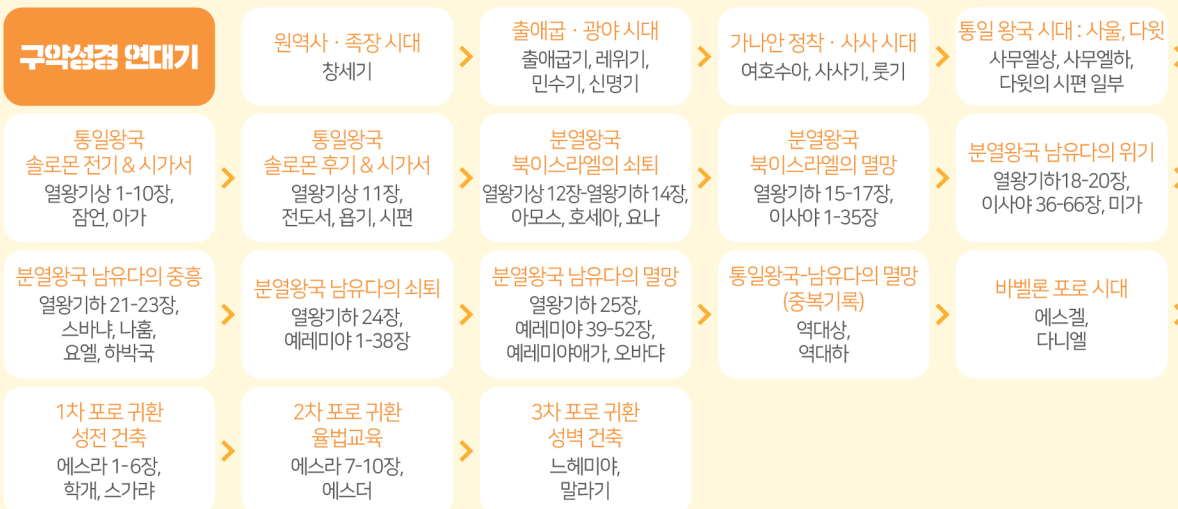 구약성경 연대기
원역사 · 족장 시대
창세기
출애굽 · 광야 시대
출애굽기, 레위기,
민수기, 신명기
가나안 정착 · 사사 시대
여호수아, 사사기, 룻기
통일 왕국 시대 : 사울, 다윗
사무엘상, 사무엘하,
다윗의 시편 일부
통일왕국
솔로몬 전기 & 시가서
열왕기상 1-10장,
잠언, 아가
통일왕국
솔로몬 후기 & 시가서
열왕기상 11장,
전도서, 욥기, 시편
분열왕국
북이스라엘의 쇠퇴
열왕기상 12장-열왕기하 14장,
아모스, 호세아, 요나
분열왕국
북이스라엘의 멸망
열왕기하 15-17장,
이사야 1-35장
분열왕국 남유다의 위기
열왕기하18-20장,
이사야 36-66장, 미가
분열왕국 남유다의 중흥
열왕기하 21-23장,
스바냐, 나훔,
요엘, 하박국
분열왕국 남유다의 쇠퇴
열왕기하 24장,
예레미야 1-38장
분열왕국 남유다의 멸망
열왕기하 25장,
예레미야 39-52장,
예레미야애가, 오바댜
통일왕국-남유다의 멸망
(중복기록)
역대상,
역대하
바벨론 포로 시대
에스겔,
다니엘
1차 포로 귀환
성전 건축
에스라 1-6장,
학개, 스가랴
2차 포로 귀환
율법교육
에스라 7-10장,
에스더
3차 포로 귀환
성벽 건축
느헤미야,
말라기